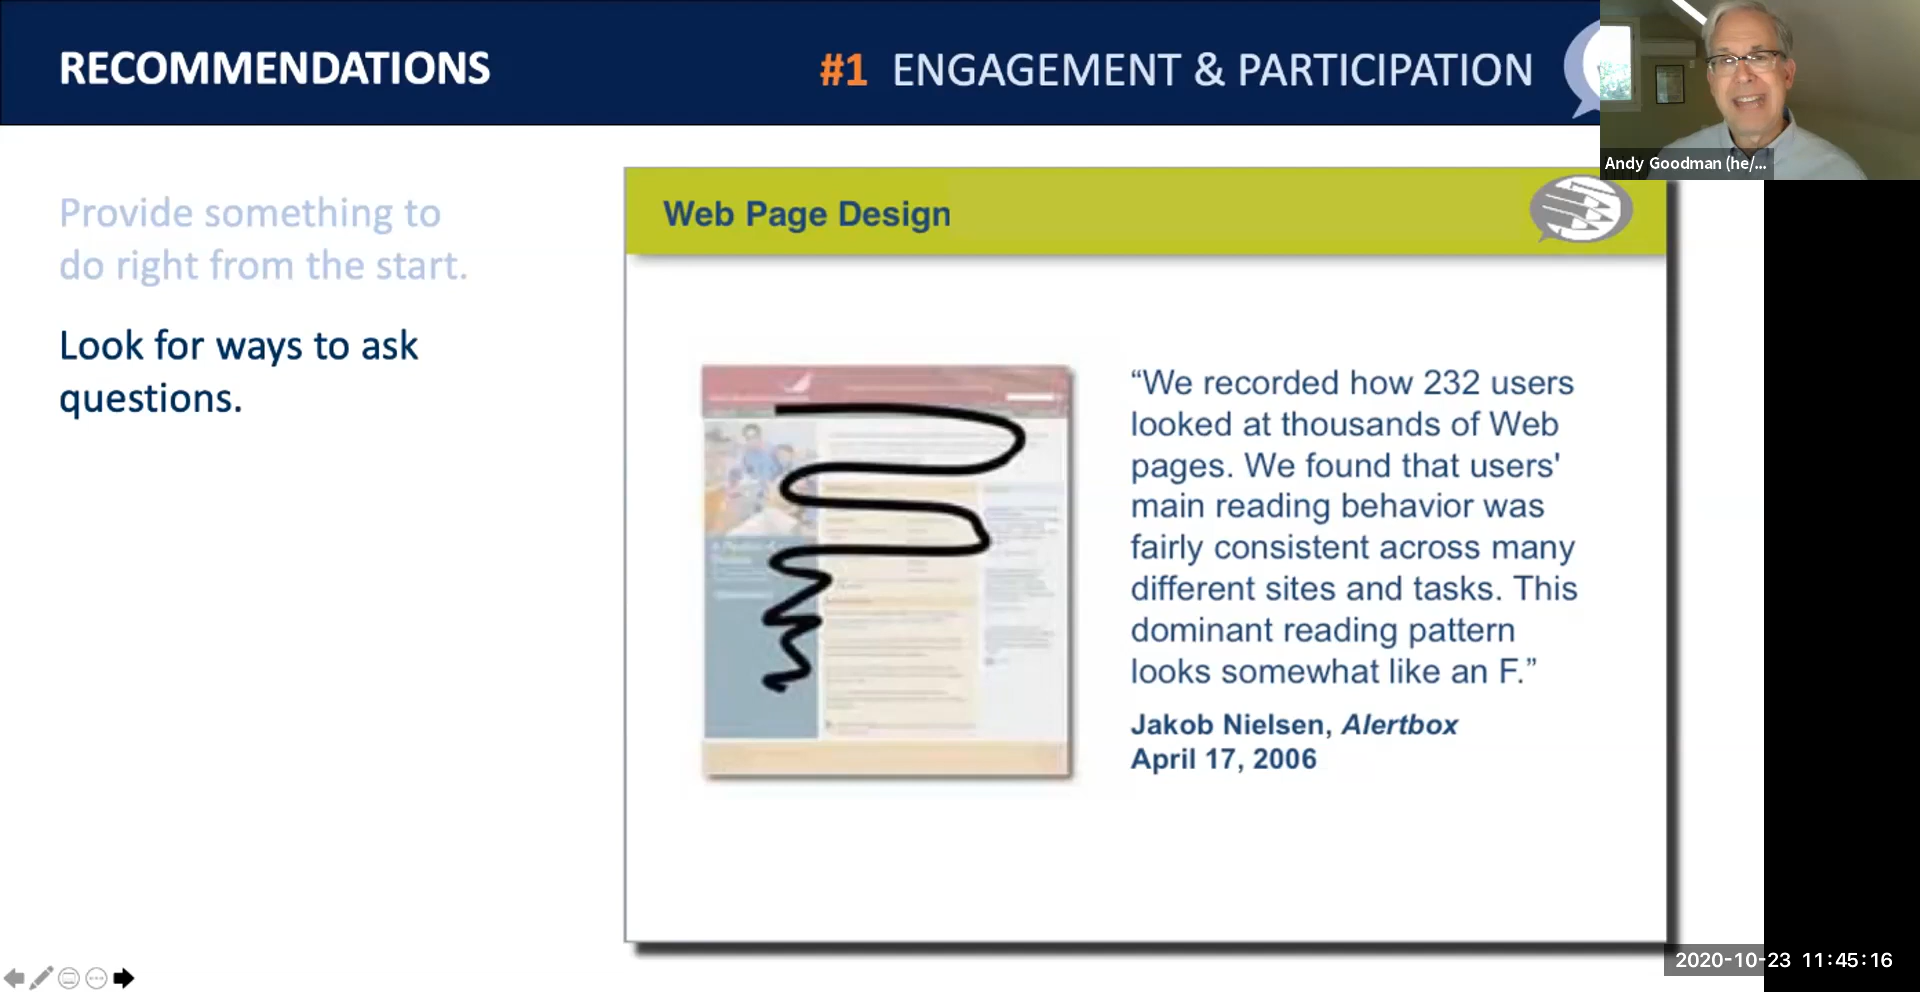 RECOMMENDATIONS
#1 ENGAGEMENT & PARTICIPATION
Andy Goodman (he/...
Provide something to
do right from the start.
Look for ways to ask
questions.
Web Page Design
“We recorded how 232 users
looked at thousands of Web
pages. We found that users'
main reading behavior was
fairly consistent across many
different sites and tasks. This
dominant reading pattern
looks somewhat like an F.”
Jakob Nielsen, Alertbox
April 17, 2006
2020-10-23 11:45:16